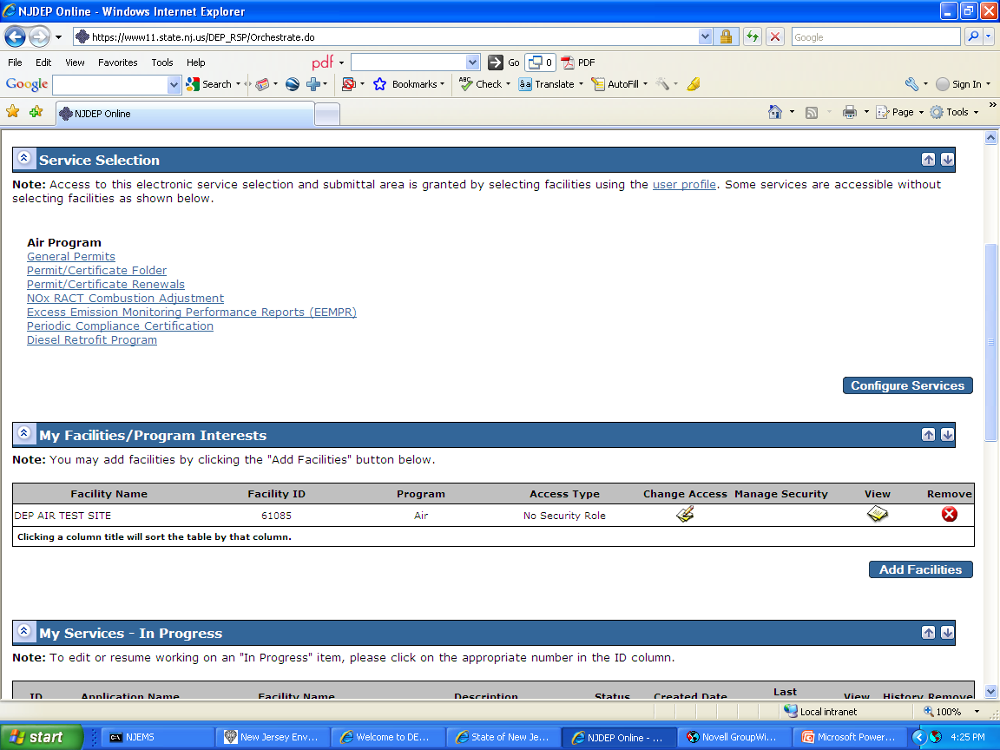 NJDEP Online - Windows Internet Explorer
https://www11.state.nj.us/DEP_RSP/Orchestrate.do
Google
File Edit View Favorites Tools Help
pdf Go 0 PDF
Google Search Bookmarks ABC Check Translate AutoFill Sign In
NJDEP Online Page Tools
Service Selection
Note: Access to this electronic service selection and submittal area is granted by selecting facilities using the user profile. Some services are accessible without
selecting facilities as shown below.
Air Program
General Permits
Permit/Certificate Folder
Permit/Certificate Renewals
NOx RACT Combustion Adjustment
Excess Emission Monitoring Performance Reports (EEMPR)
Periodic Compliance Certification
Diesel Retrofit Program
Configure Services
My Facilities/Program Interests
Note: You may add facilities by clicking the "Add Facilities" button below.
Facility Name Facility ID Program Access Type Change Access Manage Security View Remove
DEP AIR TEST SITE 61085 Air No Security Role
Clicking a column title will sort the table by that column.
Add Facilities
My Services - In Progress
Note: To edit or resume working on an "In Progress" item, please click on the appropriate number in the ID column.
ID Application Name Facility Name Description Status Created Date Last View History Remove
Local intranet 100%
start NJEMS New Jersey Env... Welcome to DE... State of New Je... NJDEP Online - ... Novell GroupWi... Microsoft Power... 4:25 PM